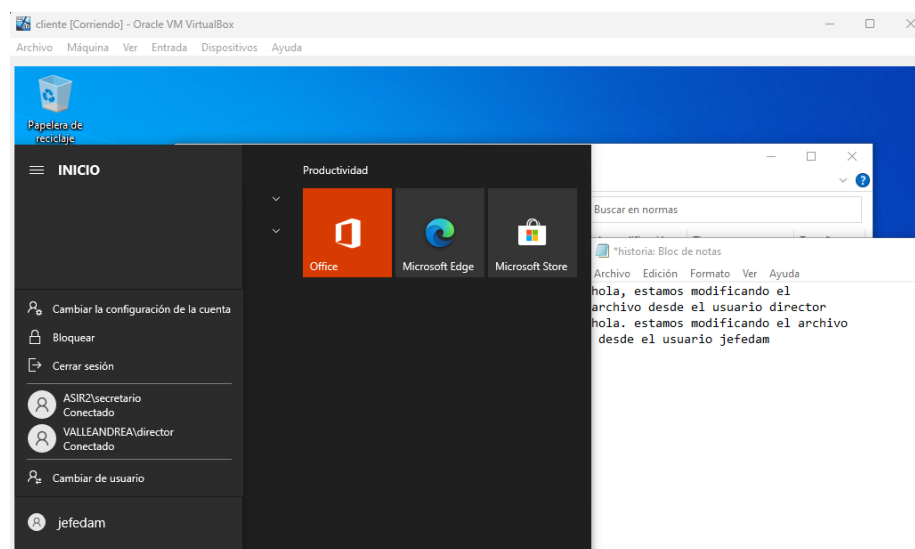 cliente [Corriendo] - Oracle VM VirtualBox
Archivo Máquina Ver Entrada Dispositivos Ayuda
Papelera de
reciclaje
INICIO
Productividad
Office
Microsoft Edge
Microsoft Store
Cambiar la configuración de la cuenta
Bloquear
Cerrar sesión
ASIR2\secretario
Conectado
VALLEANDREA\director
Conectado
Cambiar de usuario
jefedam
Buscar en normas
*historia: Bloc de notas
Archivo Edición Formato Ver Ayuda
hola, estamos modificando el
archivo desde el usuario director
hola. estamos modificando el archivo
desde el usuario jefedam